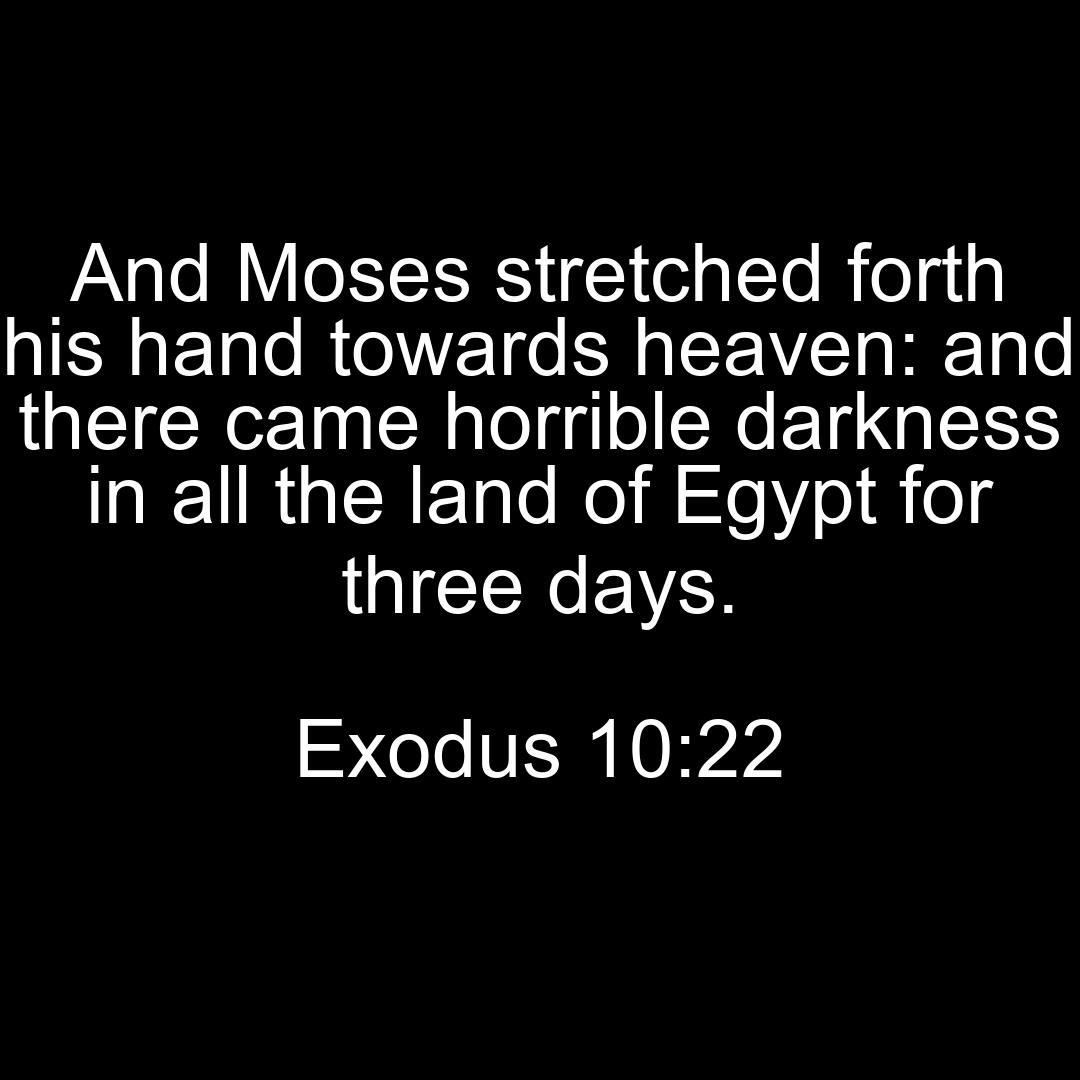 And Moses stretched forth
his hand towards heaven: and
there came horrible darkness
in all the land of Egypt for
three days.
Exodus 10:22